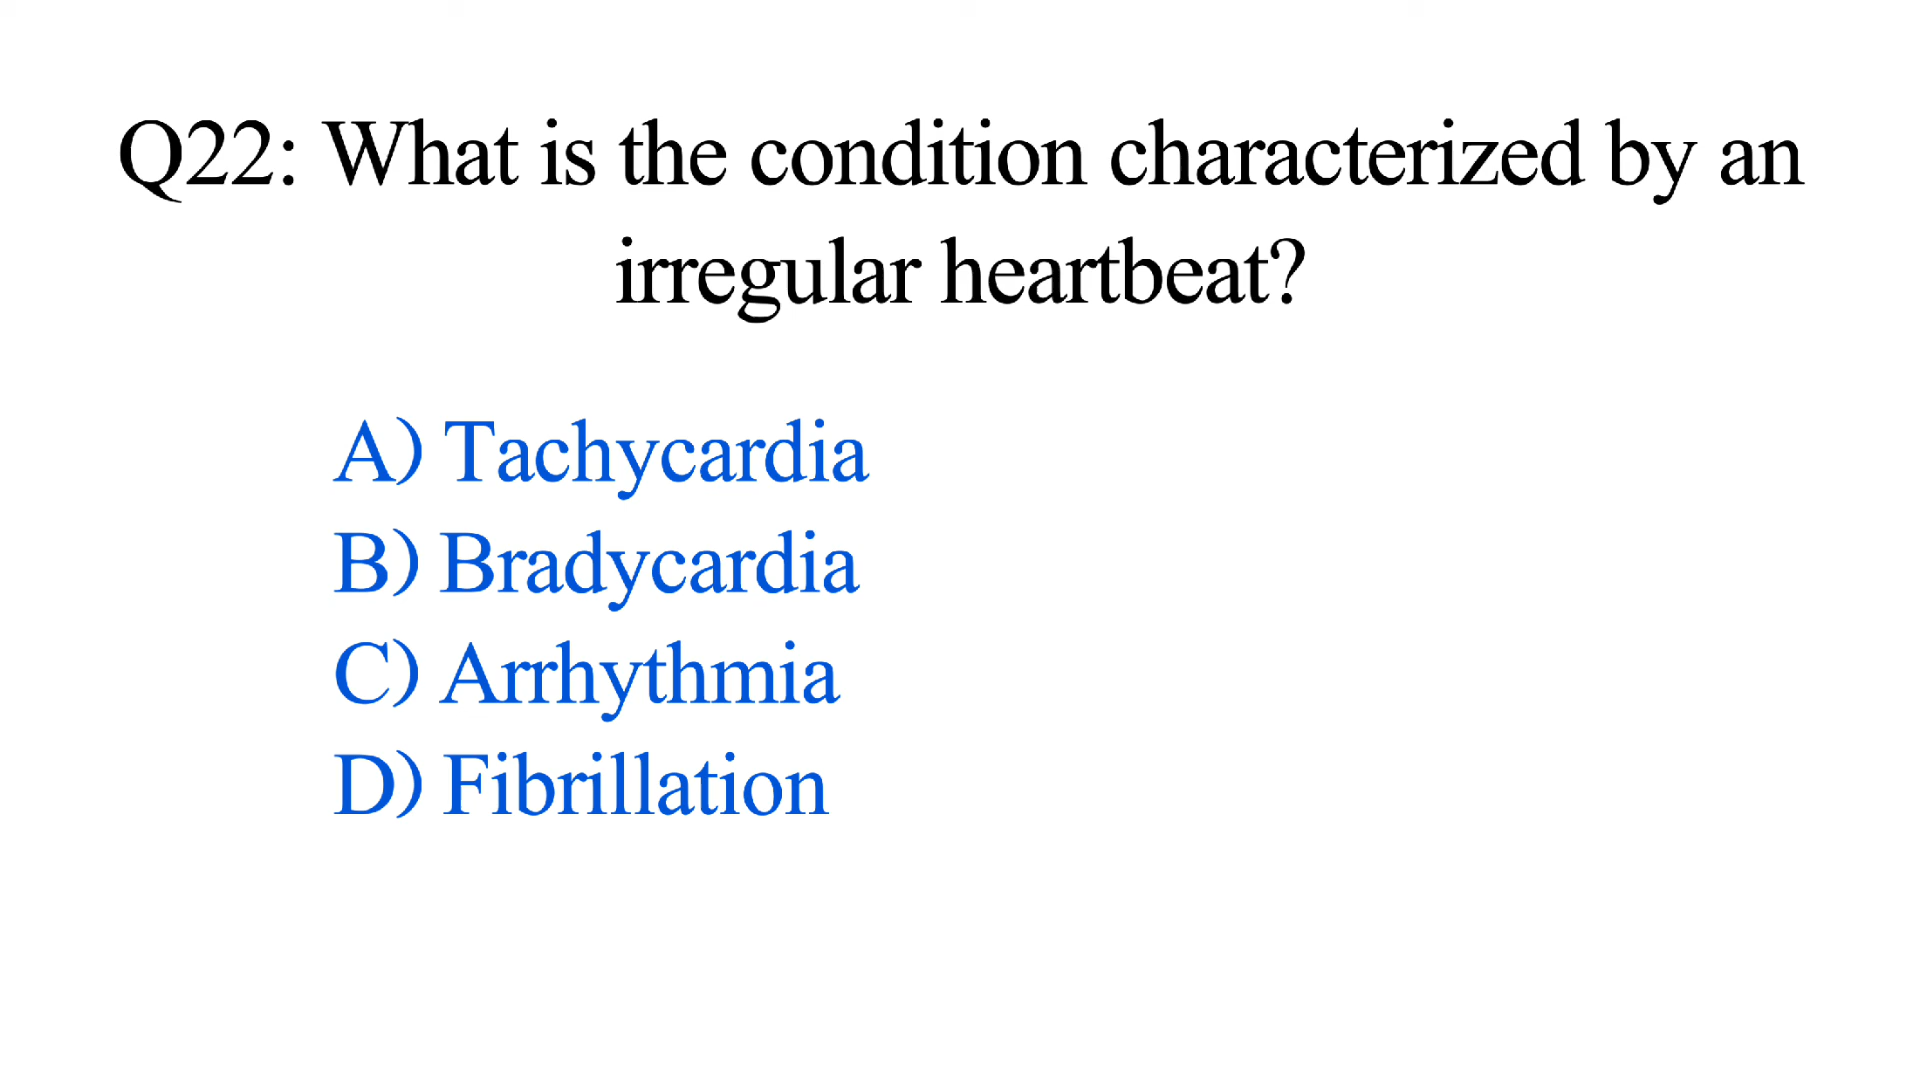 Q22: What is the condition characterized by an
irregular heartbeat?
A) Tachycardia
B) Bradycardia
C) Arrhythmia
D) Fibrillation